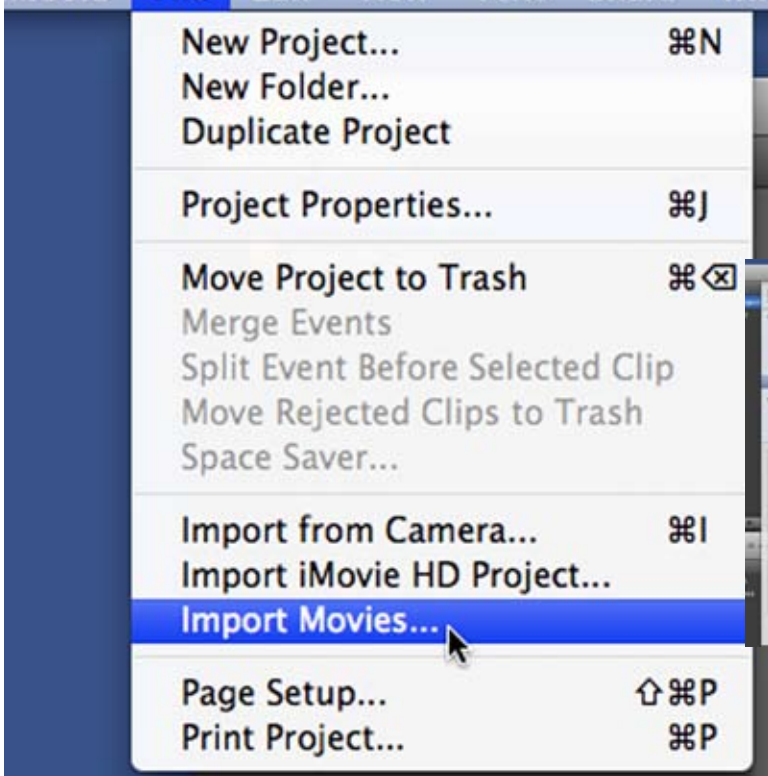 New Project... ⌘N
New Folder...
Duplicate Project
Project Properties... ⌘J
Move Project to Trash ⌘⌫
Merge Events
Split Event Before Selected Clip
Move Rejected Clips to Trash
Space Saver...
Import from Camera... ⌘I
Import iMovie HD Project...
Import Movies...
Page Setup... ⇧⌘P
Print Project... ⌘P